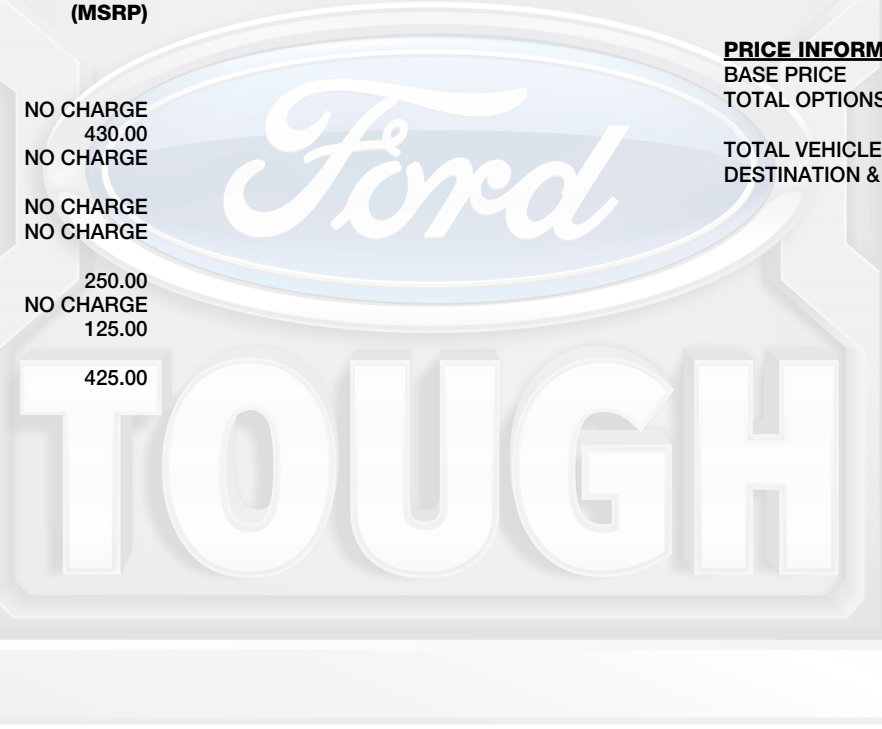 (MSRP)
NO CHARGE
430.00
NO CHARGE
NO CHARGE
NO CHARGE
250.00
NO CHARGE
125.00
425.00
PRICE INFORM
BASE PRICE
TOTAL OPTIONS
TOTAL VEHICLE
DESTINATION &
Ford
TOUGH